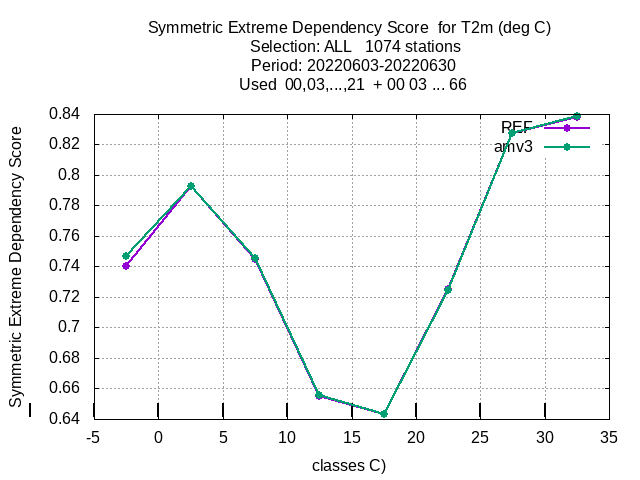 Symmetric Extreme Dependency Score for T2m (deg C)
Selection: ALL 1074 stations
Period: 20220603-20220630
Used 00,03,...,21 + 00 03 ... 66
REF
amv3
Symmetric Extreme Dependency Score
0.84
0.82
0.8
0.78
0.76
0.74
0.72
0.7
0.68
0.66
0.64
-5 0 5 10 15 20 25 30 35
classes C)